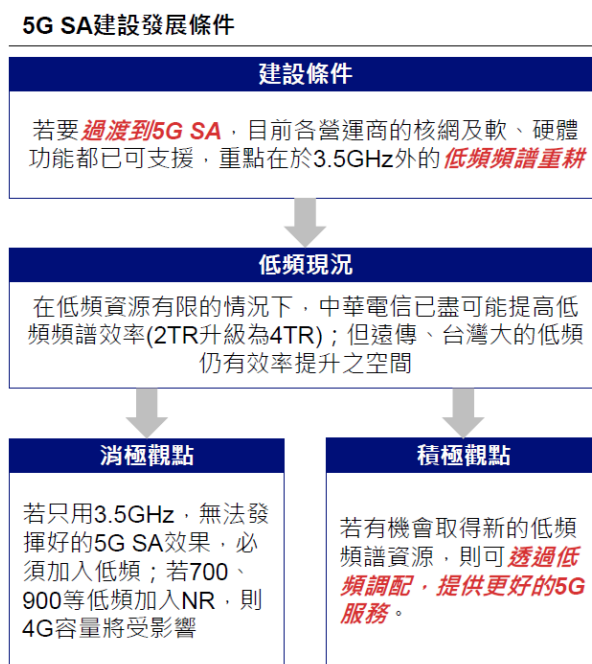 5G SA建設發展條件
建設條件
若要過渡到5G SA，目前各營運商的核網及軟、硬體
功能都已可支援，重點在於3.5GHz外的低頻頻譜重耕
低頻現況
在低頻資源有限的情況下，中華電信已盡可能提高低
頻頻譜效率(2TR升級為4TR)；但遠傳、台灣大的低頻
仍有效率提升之空間
消極觀點
若只用3.5GHz，無法發
揮好的5G SA效果，必
須加入低頻；若700、
900等低頻加入NR，則
4G容量將受影響
積極觀點
若有機會取得新的低頻
頻譜資源，則可透過低
頻調配，提供更好的5G
服務。